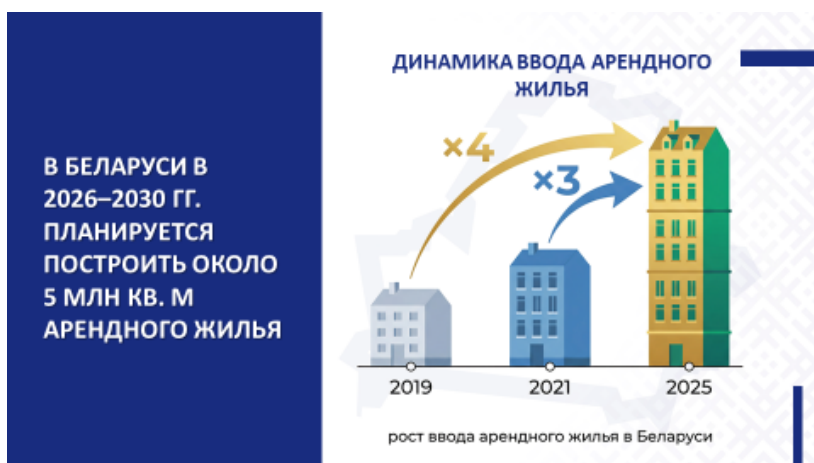 В БЕЛАРУСИ В
2026–2030 ГГ.
ПЛАНИРУЕТСЯ
ПОСТРОИТЬ ОКОЛО
5 МЛН КВ. М
АРЕНДНОГО ЖИЛЬЯ
ДИНАМИКА ВВОДА АРЕНДНОГО
ЖИЛЬЯ
×4
×3
2019
2021
2025
рост ввода арендного жилья в Беларуси